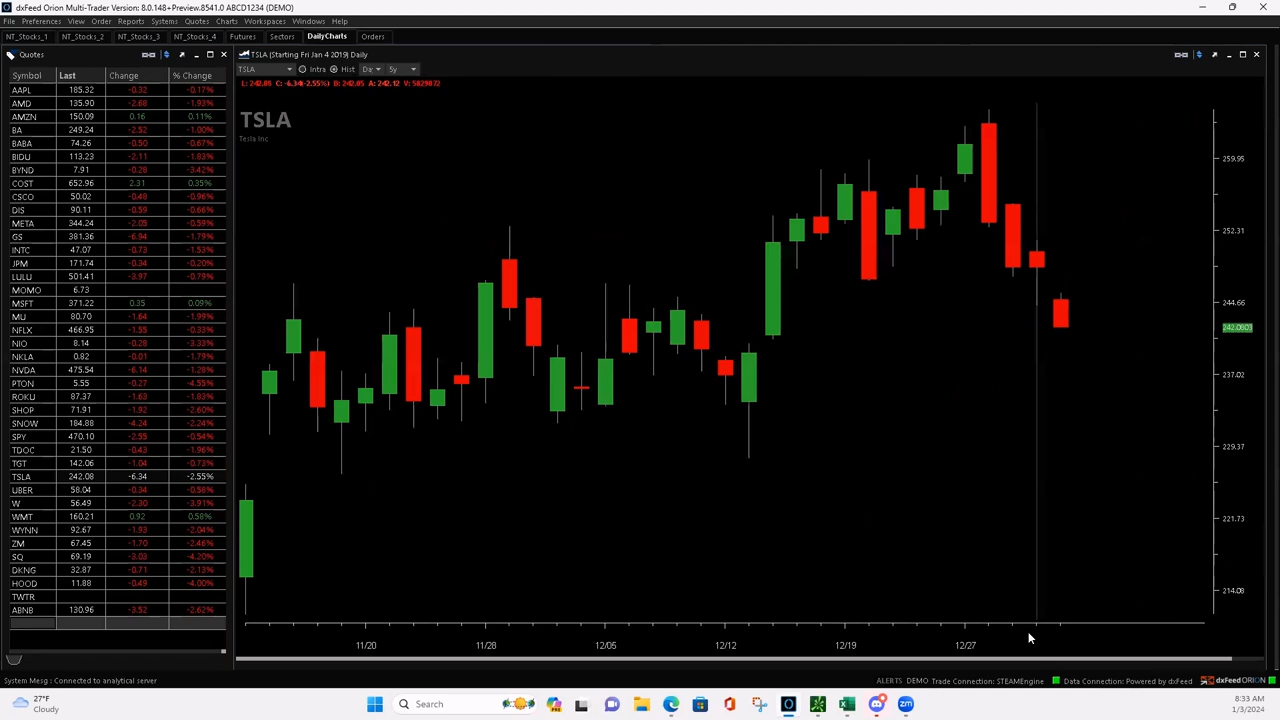 dxFeed Orion Multi-Trader Version: 8.0.148+Preview.8541.0 ABCD1234 (DEMO)
File Preferences View Order Reports Systems Quotes Charts Workspaces Windows Help
NT_Stocks_1 NT_Stocks_2 NT_Stocks_3 NT_Stocks_4 Futures Sectors DailyCharts Orders
Quotes
Symbol Last Change % Change
AAPL 185.32 -0.32 -0.17%
AMD 135.90 -2.68 -1.93%
AMZN 150.09 0.16 0.11%
BA 249.24 -2.52 -1.00%
BABA 74.26 -0.50 -0.67%
BIDU 113.23 -2.11 -1.83%
BYND 7.91 -0.28 -3.42%
COST 652.96 2.31 0.35%
CSCO 50.02 -0.48 -0.96%
DIS 90.11 -0.59 -0.66%
META 344.24 -2.05 -0.59%
GS 381.36 -6.94 -1.79%
INTC 47.07 -0.73 -1.53%
JPM 171.74 -0.34 -0.20%
LULU 501.41 -3.97 -0.79%
MOMO 6.73
MSFT 371.22 0.35 0.09%
MU 80.70 -1.64 -1.99%
NFLX 466.95 -1.55 -0.33%
NIO 8.14 -0.28 -3.33%
NKLA 0.82 -0.01 -1.79%
NVDA 475.54 -6.14 -1.28%
PTON 5.55 -0.27 -4.55%
ROKU 87.37 -1.63 -1.83%
SHOP 71.91 -1.92 -2.60%
SNOW 184.88 -4.24 -2.24%
SPY 470.10 -2.55 -0.54%
TDOC 21.50 -0.43 -1.96%
TGT 142.06 -1.04 -0.73%
TSLA 242.08 -6.34 -2.55%
UBER 58.04 -0.34 -0.58%
W 56.49 -2.30 -3.91%
WMT 160.21 0.92 0.58%
WYNN 92.67 -1.93 -2.04%
ZM 67.45 -1.70 -2.46%
SQ 69.19 -3.03 -4.20%
DKNG 32.87 -0.71 -2.13%
HOOD 11.88 -0.49 -4.00%
TWTR
ABNB 130.96 -3.52 -2.62%
TSLA (Starting Fri Jan 4 2019) Daily
TSLA Intra Hist Da 5y
L: 242.05 C: -6.34(-2.55%) B: 242.05 A: 242.12 V: 5829872
TSLA
Tesla Inc
259.95
252.31
244.66
242.0803
237.02
229.37
221.73
214.08
11/20 11/28 12/05 12/12 12/19 12/27
System Mesg : Connected to analytical server
ALERTS DEMO Trade Connection: STEAMEngine Data Connection: Powered by dxFeed dxFeed ORION
27°F
Cloudy
Search
8:33 AM
1/3/2024